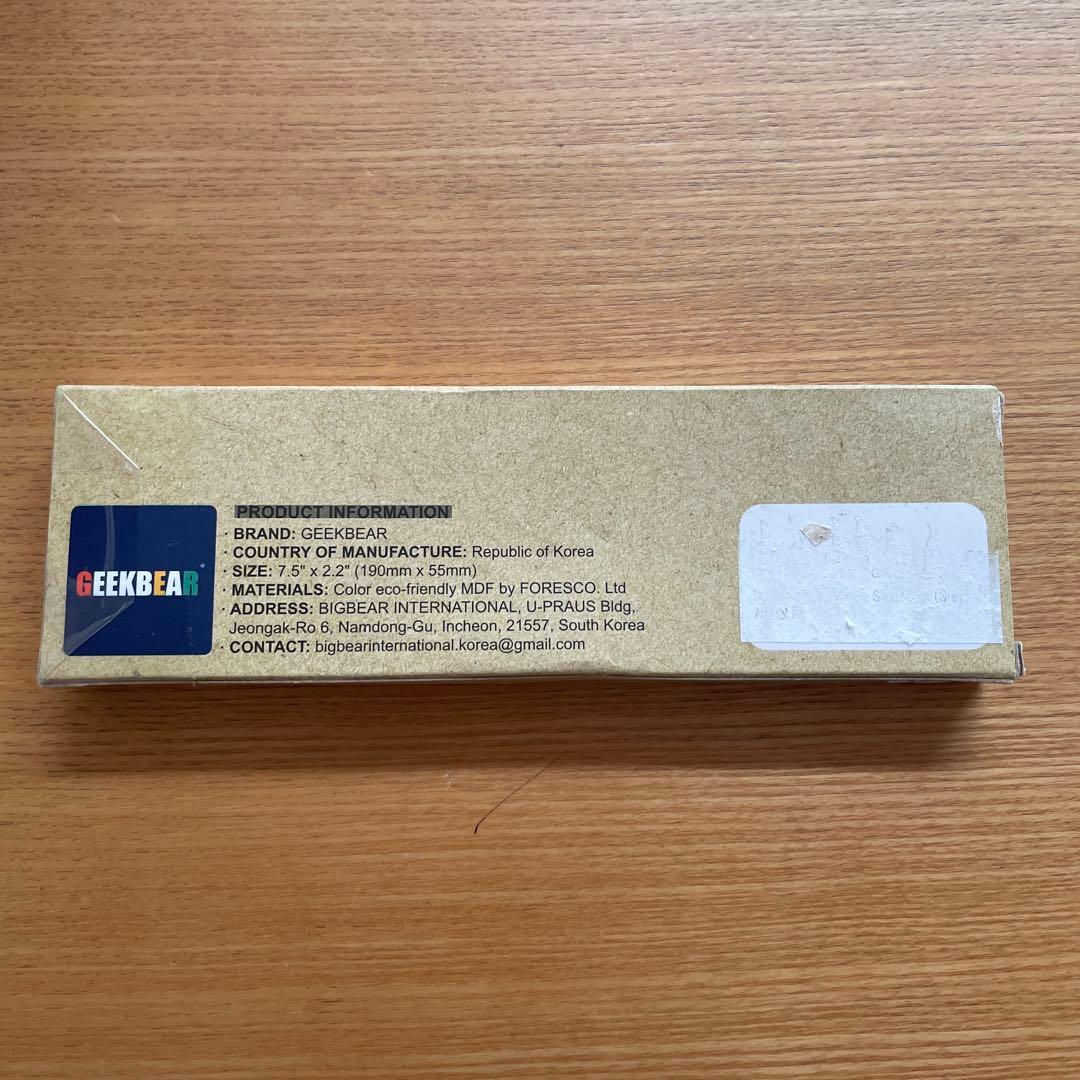 GEEKBEAR®
PRODUCT INFORMATION
· BRAND: GEEKBEAR
· COUNTRY OF MANUFACTURE: Republic of Korea
· SIZE: 7.5" x 2.2" (190mm x 55mm)
· MATERIALS: Color eco-friendly MDF by FORESCO. Ltd
· ADDRESS: BIGBEAR INTERNATIONAL, U-PRAUS Bldg,
Jeongak-Ro 6, Namdong-Gu, Incheon, 21557, South Korea
· CONTACT: bigbearinternational.korea@gmail.com